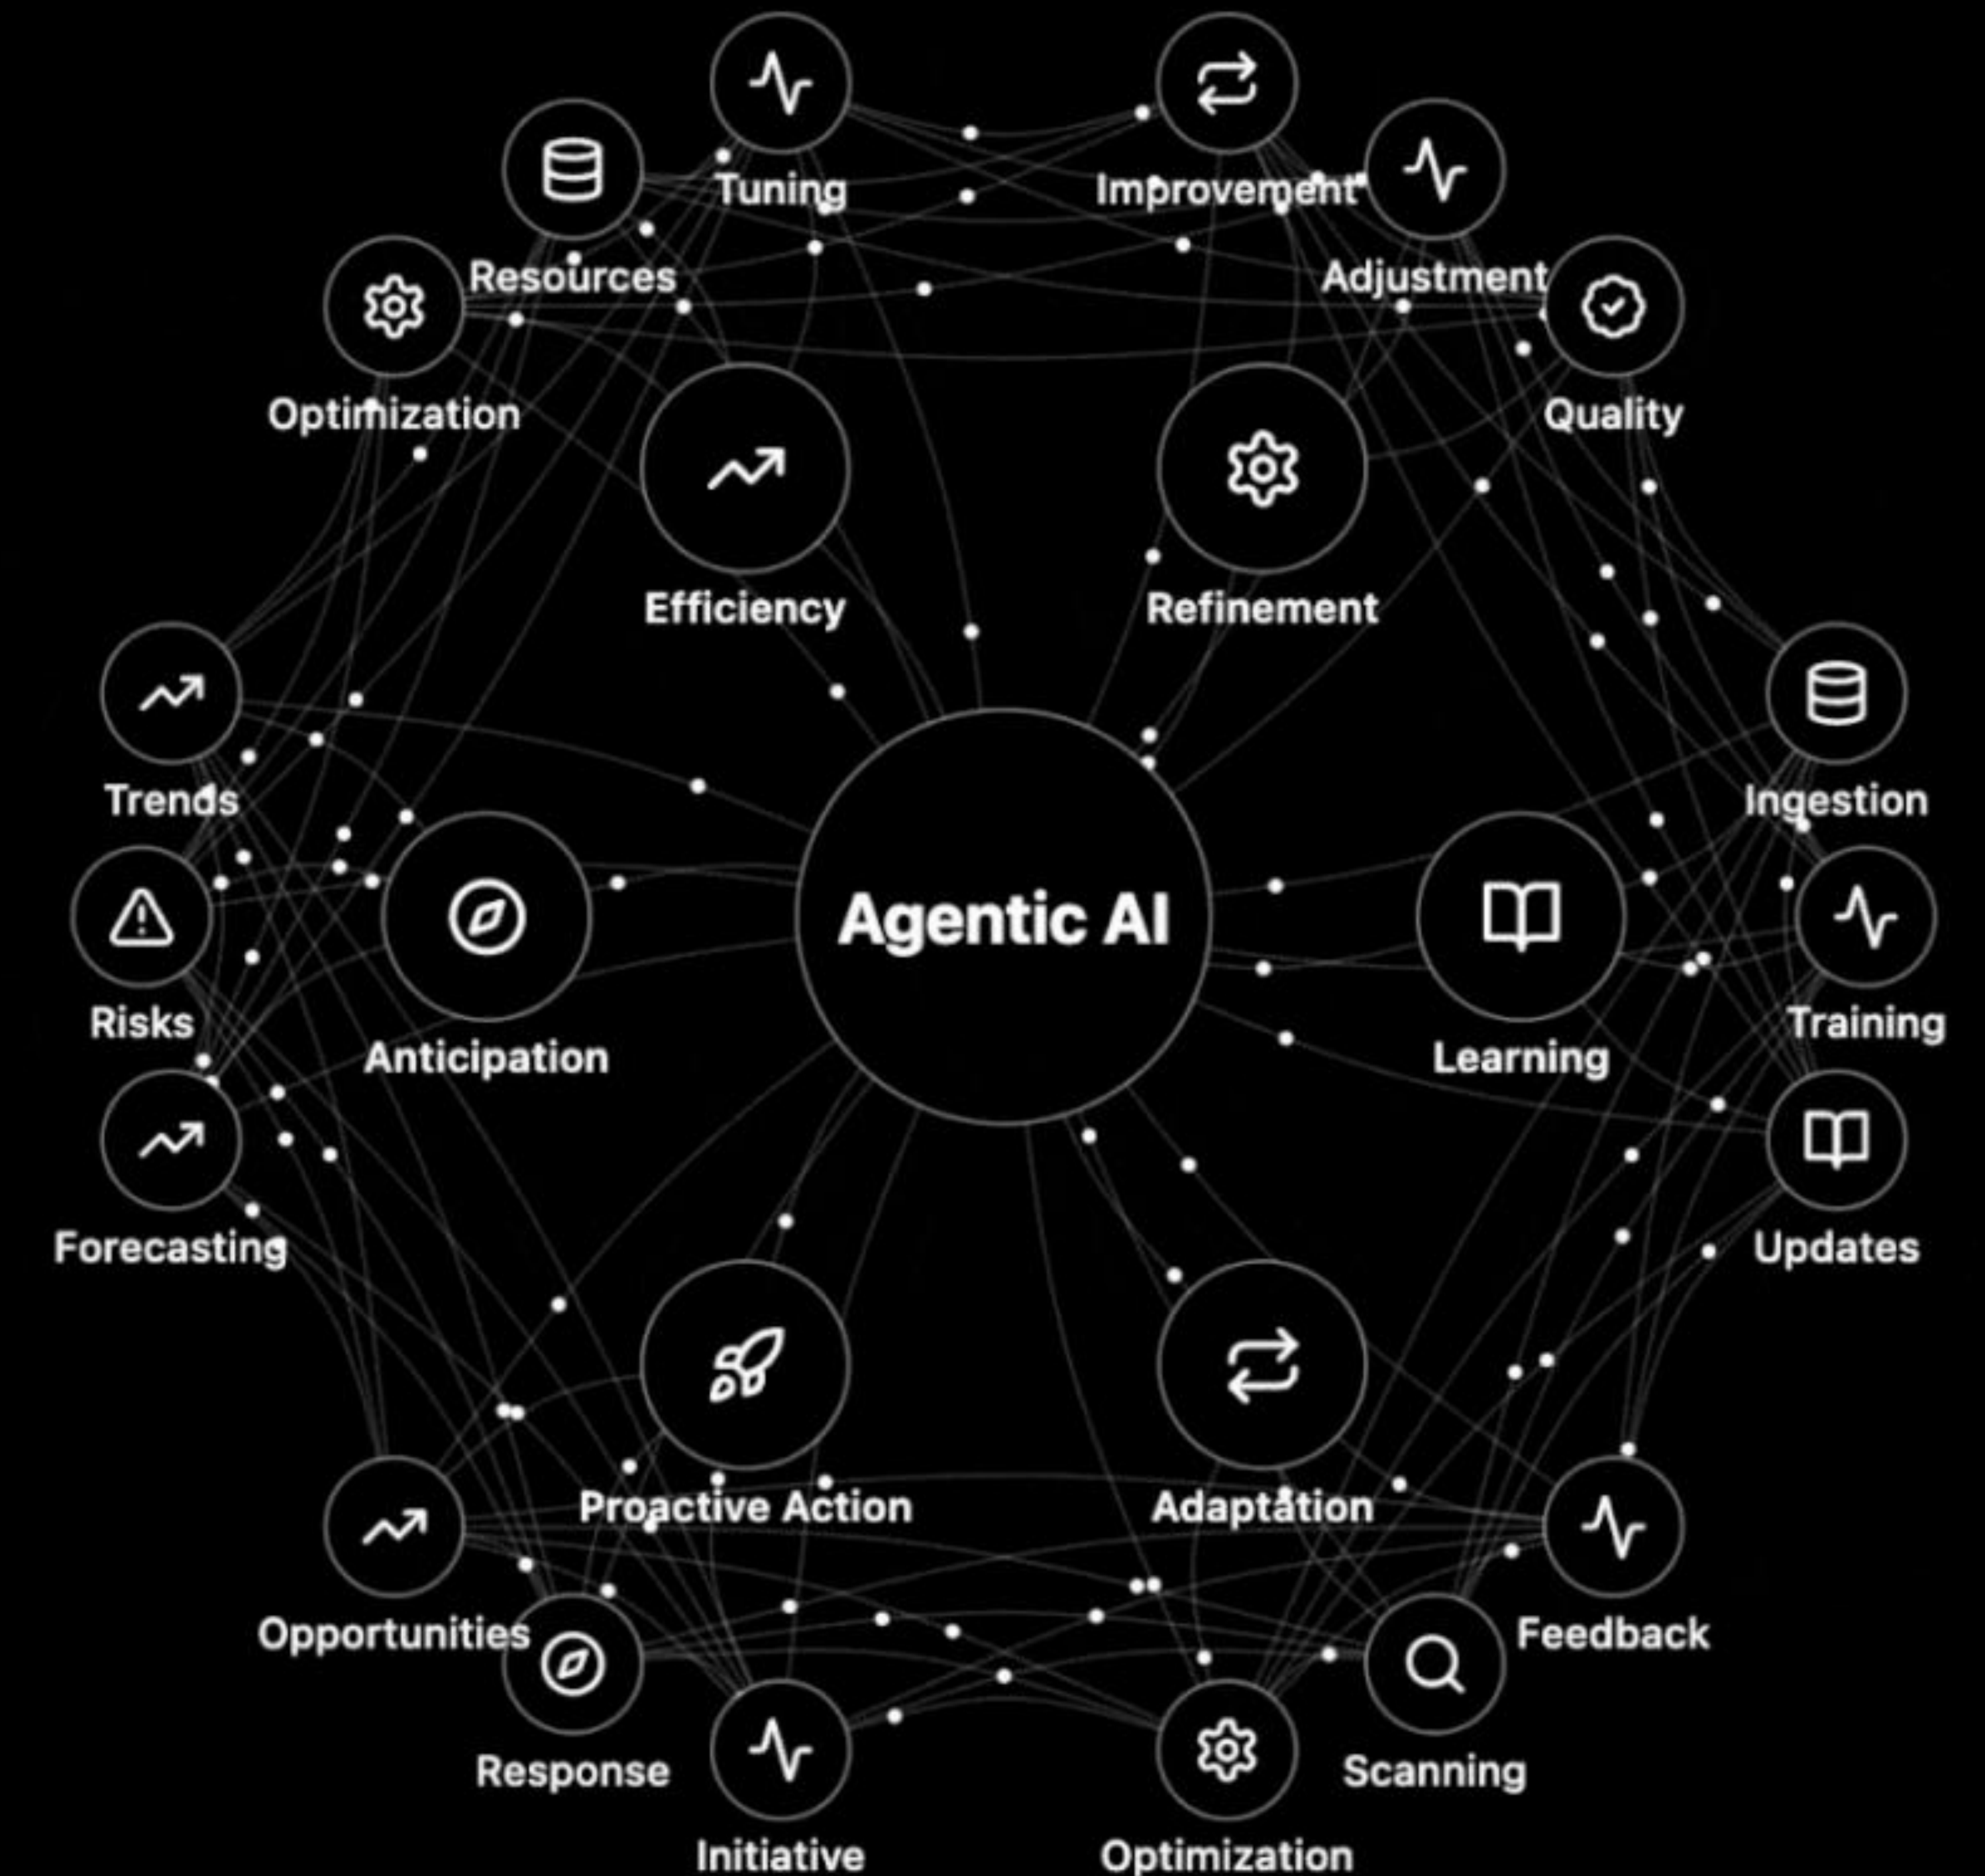 Tuning
Improvement
Resources
Adjustment
Optimization
Quality
Efficiency
Refinement
Trends
Ingestion
Agentic AI
Risks
Training
Anticipation
Learning
Forecasting
Updates
Proactive Action
Adaptation
Opportunities
Feedback
Response
Scanning
Initiative
Optimization